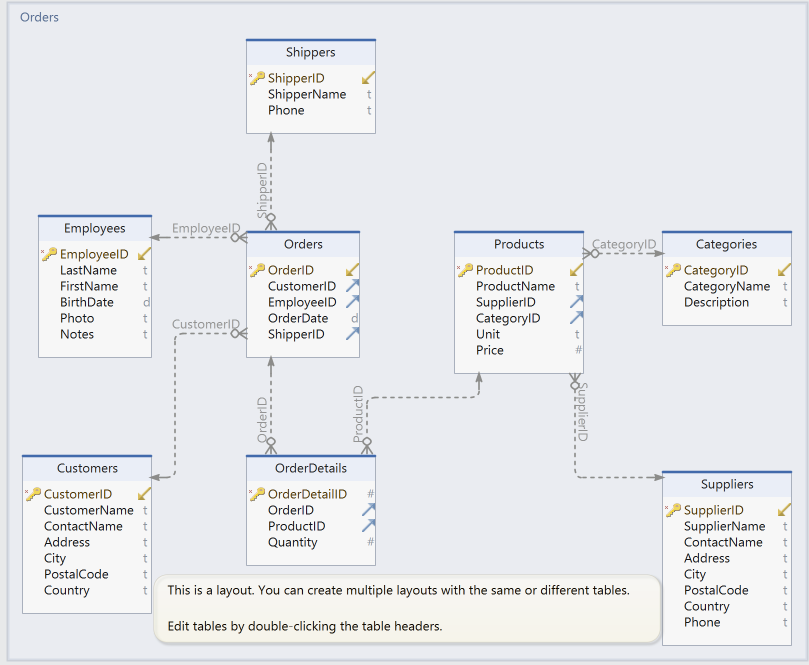 Orders
Shippers
ShipperID
ShipperName t
Phone t
ShipperID
Employees
EmployeeID
LastName t
FirstName t
BirthDate d
Photo t
Notes t
EmployeeID
Orders
OrderID
CustomerID
EmployeeID
OrderDate d
ShipperID
CustomerID
Products
ProductID
ProductName t
SupplierID
CategoryID
Unit t
Price #
CategoryID
Categories
CategoryID
CategoryName t
Description t
OrderID
ProductID
SupplierID
Customers
CustomerID
CustomerName t
ContactName t
Address t
City t
PostalCode t
Country t
OrderDetails
OrderDetailID #
OrderID
ProductID
Quantity #
Suppliers
SupplierID
SupplierName t
ContactName t
Address t
City t
PostalCode t
Country t
Phone t
This is a layout. You can create multiple layouts with the same or different tables.
Edit tables by double-clicking the table headers.